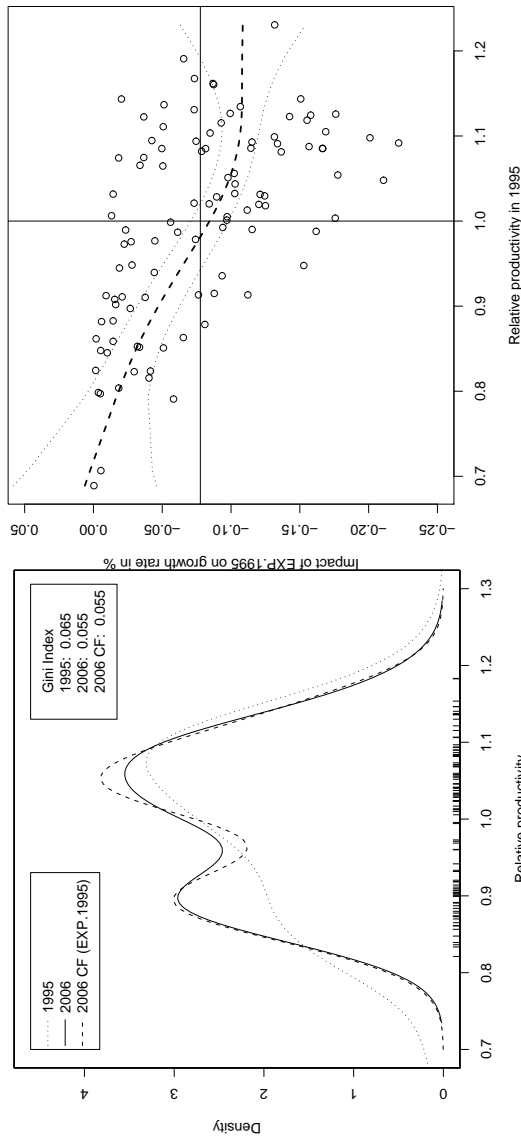 Density
0 1 2 3 4
1995
2006
2006 CF (EXP.1995)
Gini Index
1995: 0.065
2006: 0.055
2006 CF: 0.055
0.7 0.8 0.9 1.0 1.1 1.2 1.3
Relative productivity
Impact of EXP.1995 on growth rate in %
0.05 0.00 −0.05 −0.10 −0.15 −0.20 −0.25
0.7 0.8 0.9 1.0 1.1 1.2
Relative productivity in 1995